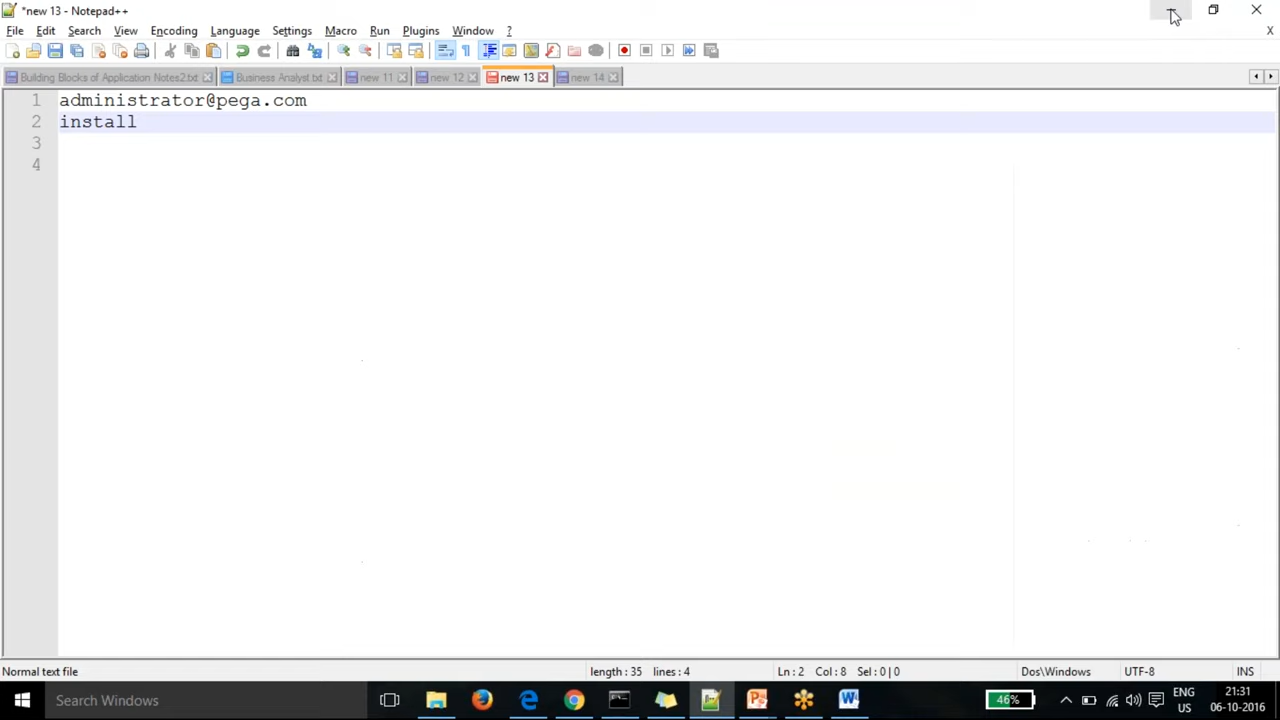 *new 13 - Notepad++
File Edit Search View Encoding Language Settings Macro Run Plugins Window ? X
Building Blocks of Application Notes2.txt Business Analyst.txt new 11 new 12 new 13 new 14
1 administrator@pega.com
2 install
3
4
Normal text file length : 35 lines : 4 Ln : 2 Col : 8 Sel : 0 | 0 Dos\Windows UTF-8 INS
Search Windows 46% ENG 21:31
US 06-10-2016